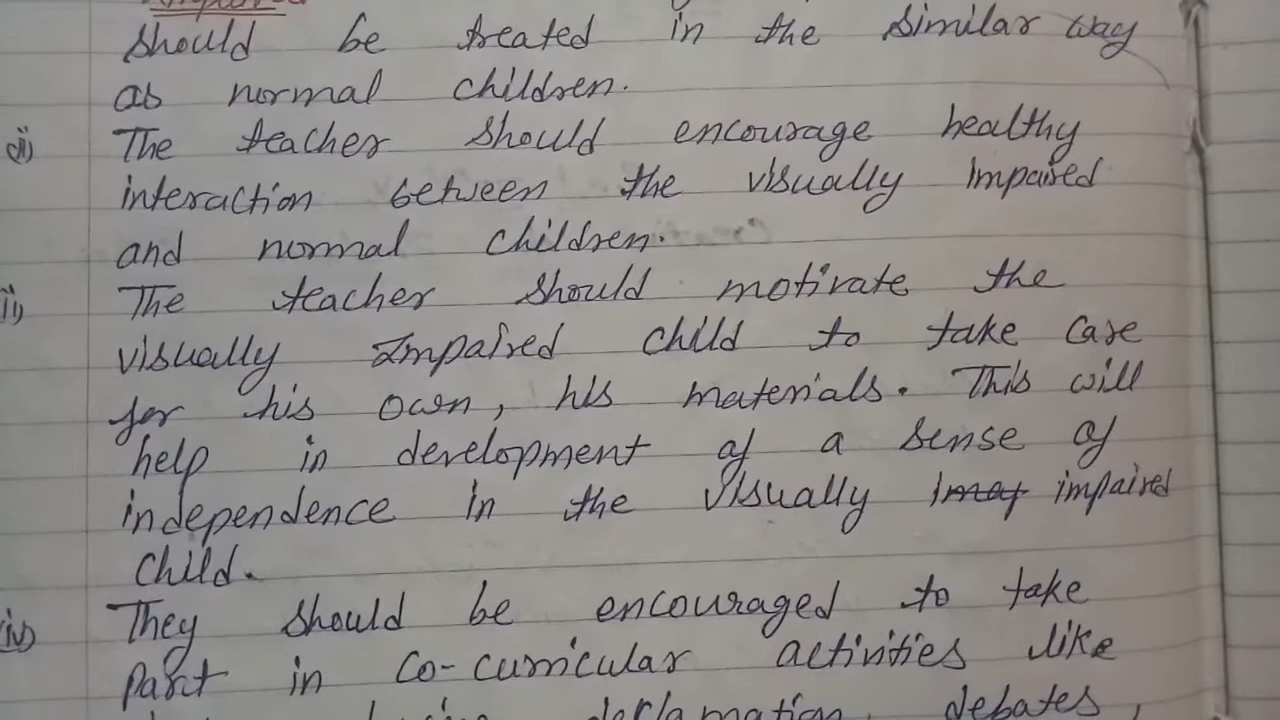 should be treated in the similar way
as normal children.
ii) The teacher should encourage healthy
interaction between the visually impaired
and normal children.
The teacher should motivate the
visually Impaired child to take care
for his own, his materials. This will
help in development of a sense of
independence in the visually impaired
child.
iv) They should be encouraged to take
part in co-curricular activities like
declamation, debates,